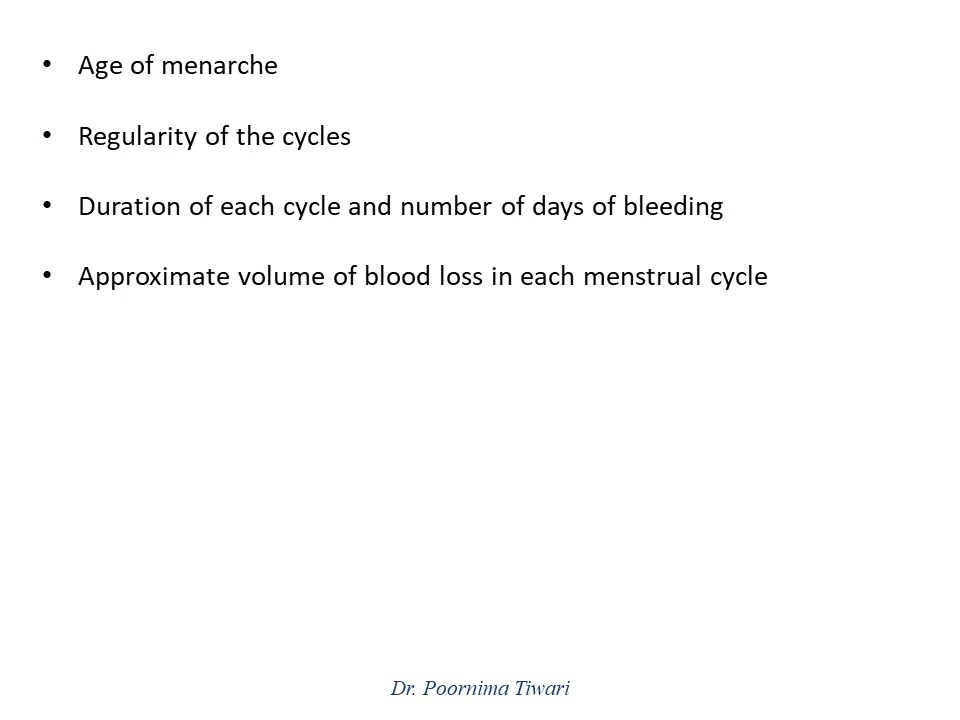 • Age of menarche
• Regularity of the cycles
• Duration of each cycle and number of days of bleeding
• Approximate volume of blood loss in each menstrual cycle
Dr. Poornima Tiwari